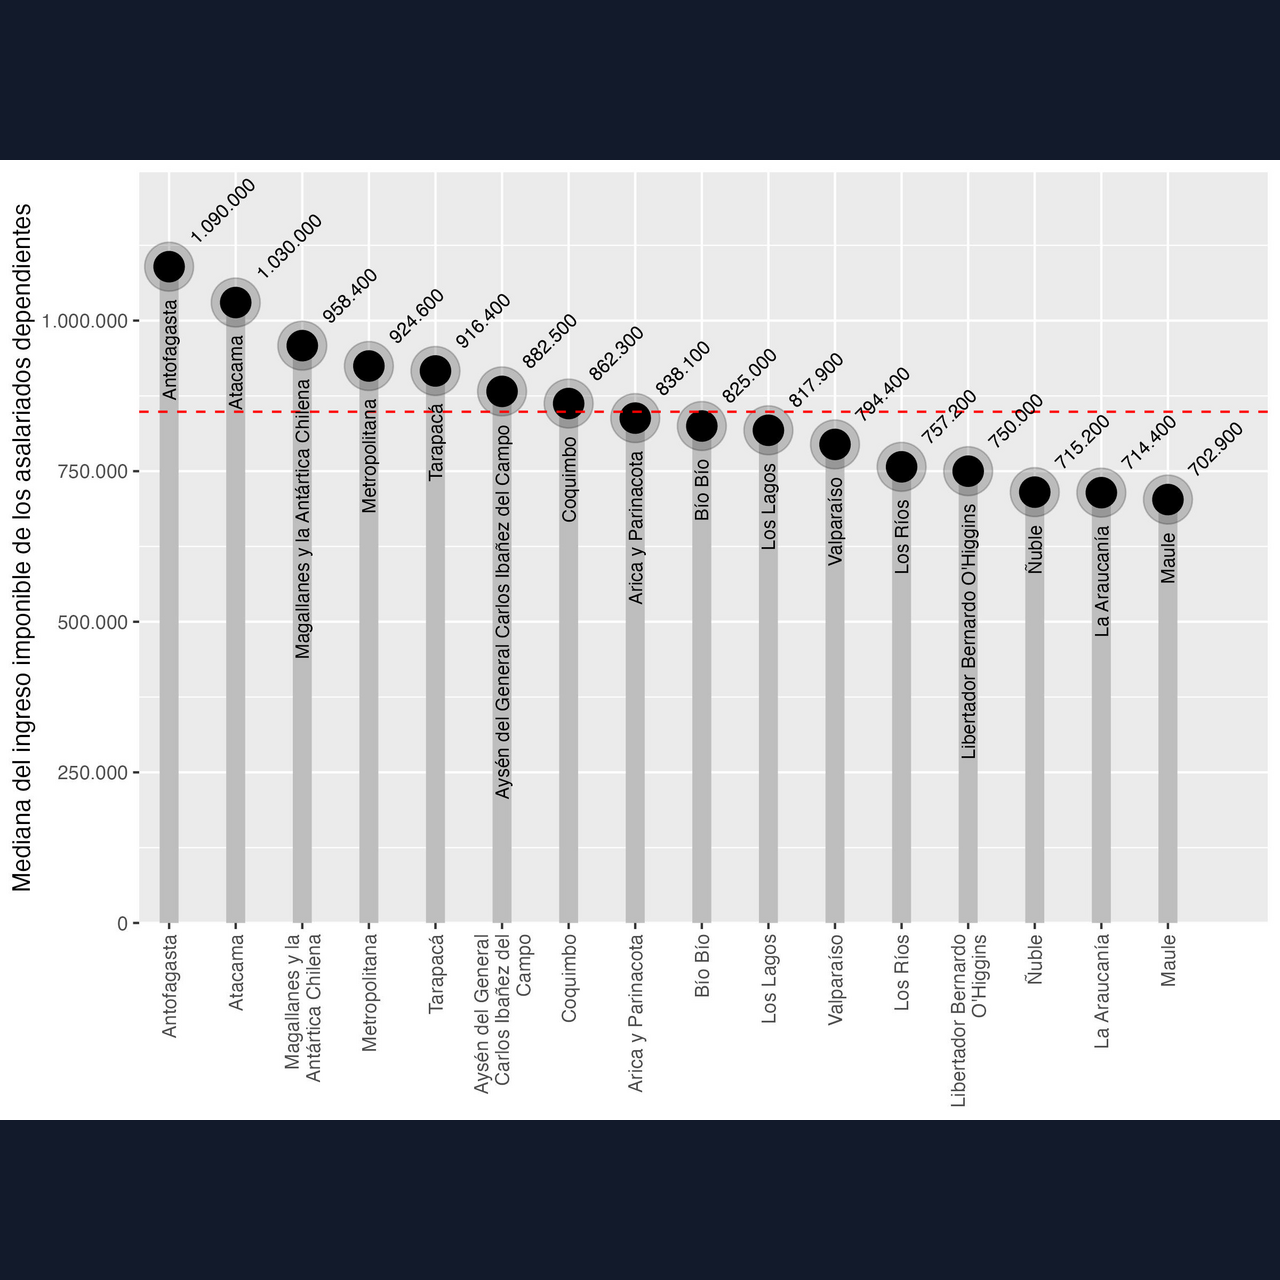 Mediana del ingreso imponible de los asalariados dependientes
1.000.000
750.000
500.000
250.000
0
1.090.000
1.030.000
958.400
924.600
916.400
882.500
862.300
838.100
825.000
817.900
794.400
757.200
750.000
715.200
714.400
702.900
Antofagasta
Atacama
Magallanes y la Antártica Chilena
Metropolitana
Tarapacá
Aysén del General Carlos Ibañez del Campo
Coquimbo
Arica y Parinacota
Bío Bío
Los Lagos
Valparaíso
Los Ríos
Libertador Bernardo O'Higgins
Ñuble
La Araucanía
Maule
Antofagasta
Atacama
Magallanes y la
Antártica Chilena
Metropolitana
Tarapacá
Aysén del General
Carlos Ibañez del
Campo
Coquimbo
Arica y Parinacota
Bío Bío
Los Lagos
Valparaíso
Los Ríos
Libertador Bernardo
O'Higgins
Ñuble
La Araucanía
Maule